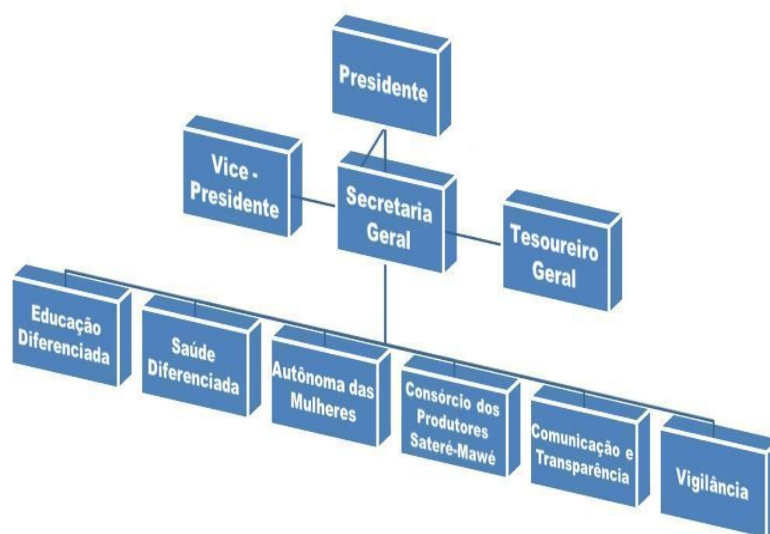 Presidente
Vice -
Presidente
Secretaria
Geral
Tesoureiro
Geral
Educação
Diferenciada
Saúde
Diferenciada
Autônoma das
Mulheres
Consórcio dos
Produtores
Sateré-Mawé
Comunicação e
Transparência
Vigilância